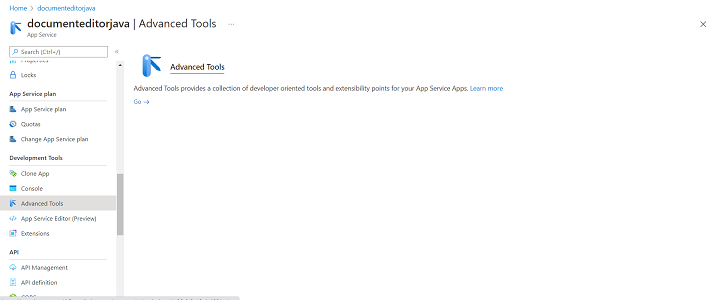 Home > documenteditorjava
documenteditorjava | Advanced Tools ...
App Service
Search (Ctrl+/)
«
Properties
Locks
App Service plan
App Service plan
Quotas
Change App Service plan
Development Tools
Clone App
Console
Advanced Tools
App Service Editor (Preview)
Extensions
API
API Management
API definition
CORS
Advanced Tools
Advanced Tools provides a collection of developer oriented tools and extensibility points for your App Service Apps. Learn more
Go →